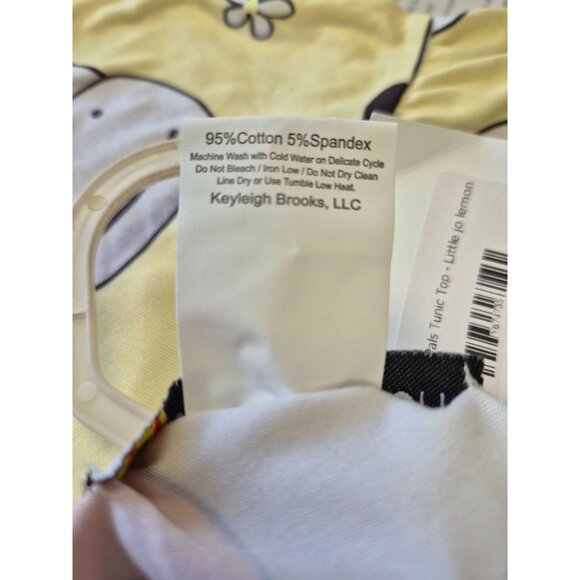 95%Cotton 5%Spandex
Machine Wash with Cold Water on Delicate Cycle
Do Not Bleach / Iron Low / Do Not Dry Clean
Line Dry or Use Tumble Low Heat.
Keyleigh Brooks, LLC
Tunic Top - Little jo lemon